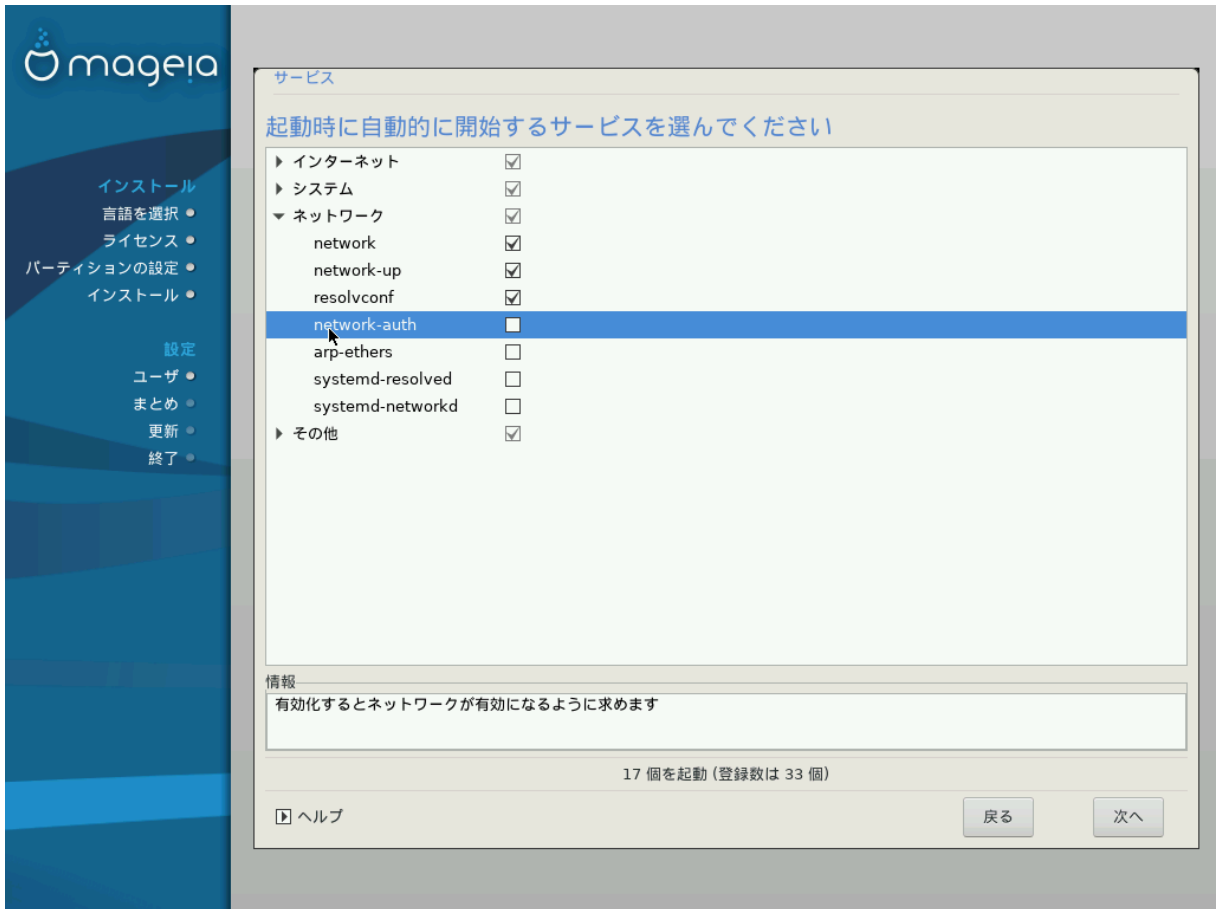 mageia
インストール
言語を選択
ライセンス
パーティションの設定
インストール
設定
ユーザ
まとめ
更新
終了
サービス
起動時に自動的に開始するサービスを選んでください
インターネット
システム
ネットワーク
network
network-up
resolvconf
network-auth
arp-ethers
systemd-resolved
systemd-networkd
その他
情報
有効化するとネットワークが有効になるように求めます
17 個を起動 (登録数は 33 個)
ヘルプ
戻る
次へ